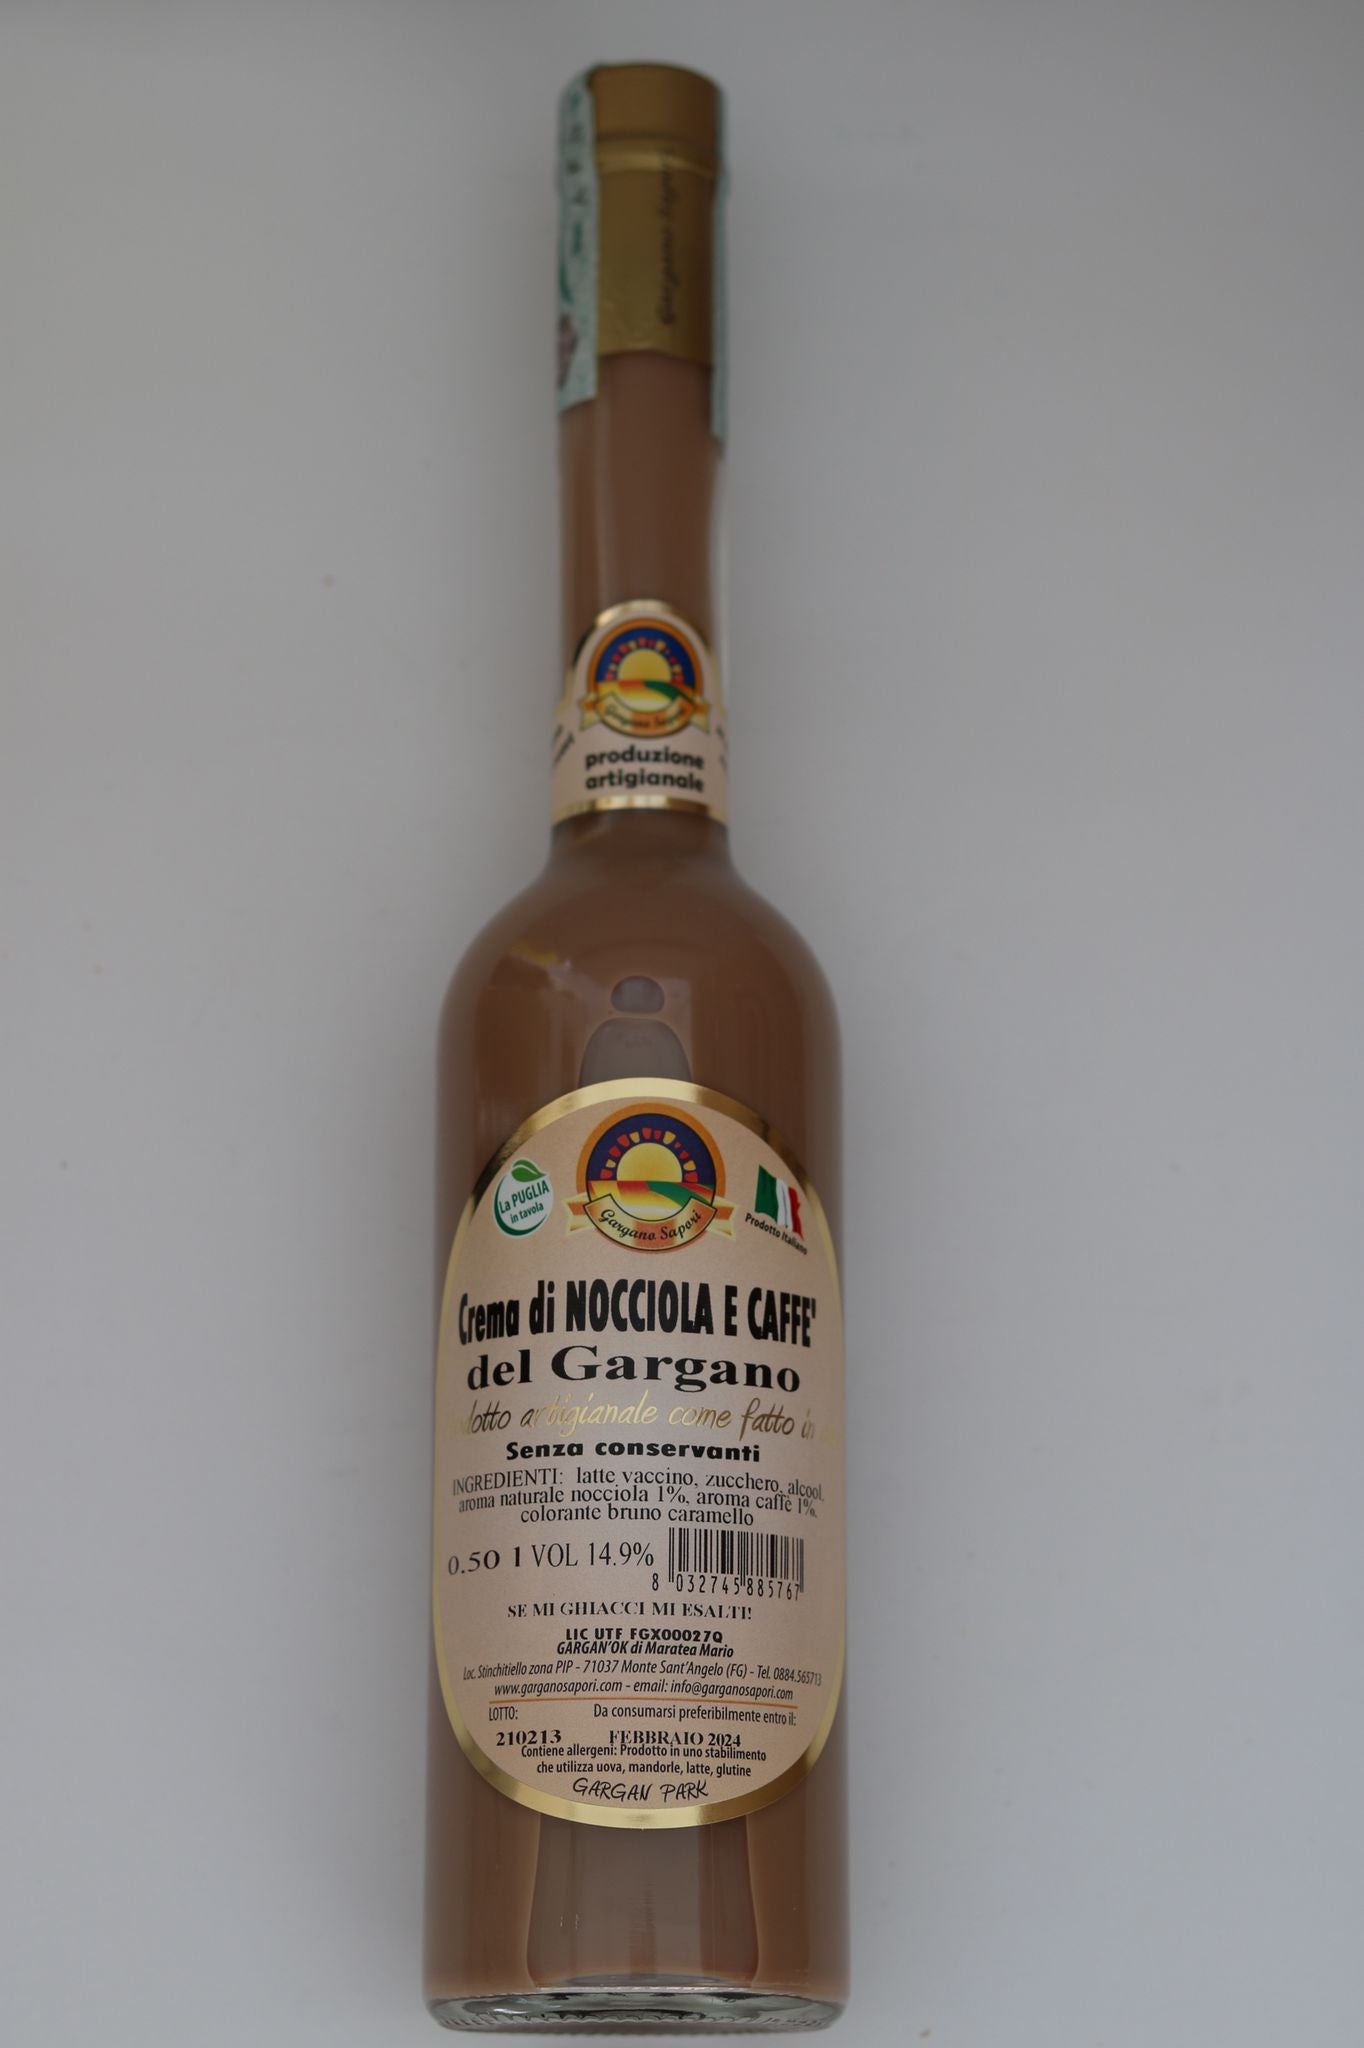 Gargano Sapori
Gargano Sapori
produzione
artigianale
La PUGLIA
in tavola
Gargano Sapori
Prodotto Italiano
Crema di NOCCIOLA E CAFFE'
del Gargano
artigianale come fatto in
Senza conservanti
INGREDIENTI: latte vaccino, zucchero, alcool,
aroma naturale nocciola 1%, aroma caffè 1%,
colorante bruno caramello
0.50 l VOL 14.9%
8 032745 885767
SE MI GHIACCI MI ESALTI!
LIC UTF FGX00027Q
GARGAN'OK di Maratea Mario
Loc. Stinchitiello zona PIP - 71037 Monte Sant'Angelo (FG) - Tel. 0884.565713
www.garganosapori.com - email: info@garganosapori.com
LOTTO: Da consumarsi preferibilmente entro il:
210213 FEBBRAIO 2024
Contiene allergeni: Prodotto in uno stabilimento
che utilizza uova, mandorle, latte, glutine
GARGAN PARK